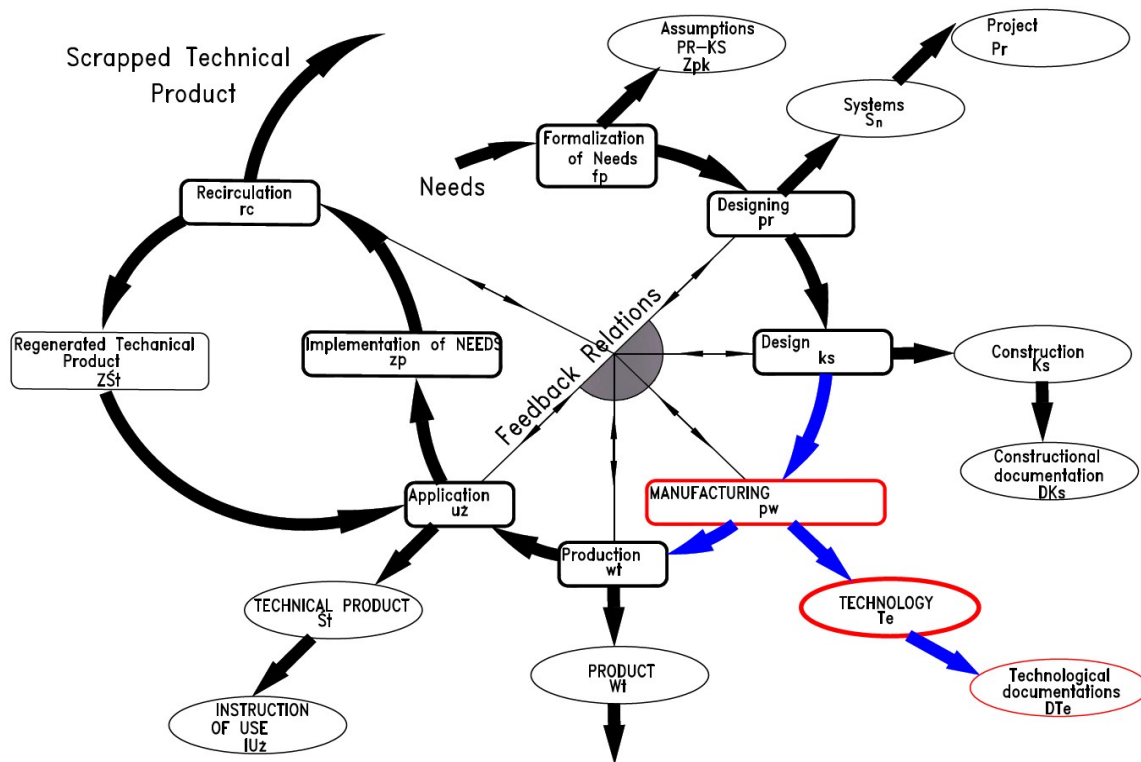 Scrapped Technical
Product
Assumptions
PR-KS
Zpk
Project
Pr
Systems
Sn
Formalization
of Needs
fp
Needs
Recirculation
rc
Designing
pr
Feedback Relations
Regenerated Techanical
Product
ZŚt
Implementation of NEEDS
zp
Design
ks
Construction
Ks
Constructional
documentation
DKs
Application
uż
MANUFACTURING
pw
Production
wt
TECHNICAL PRODUCT
Śt
TECHNOLOGY
Te
PRODUCT
Wt
Technological
documentations
DTe
INSTRUCTION
OF USE
IUż